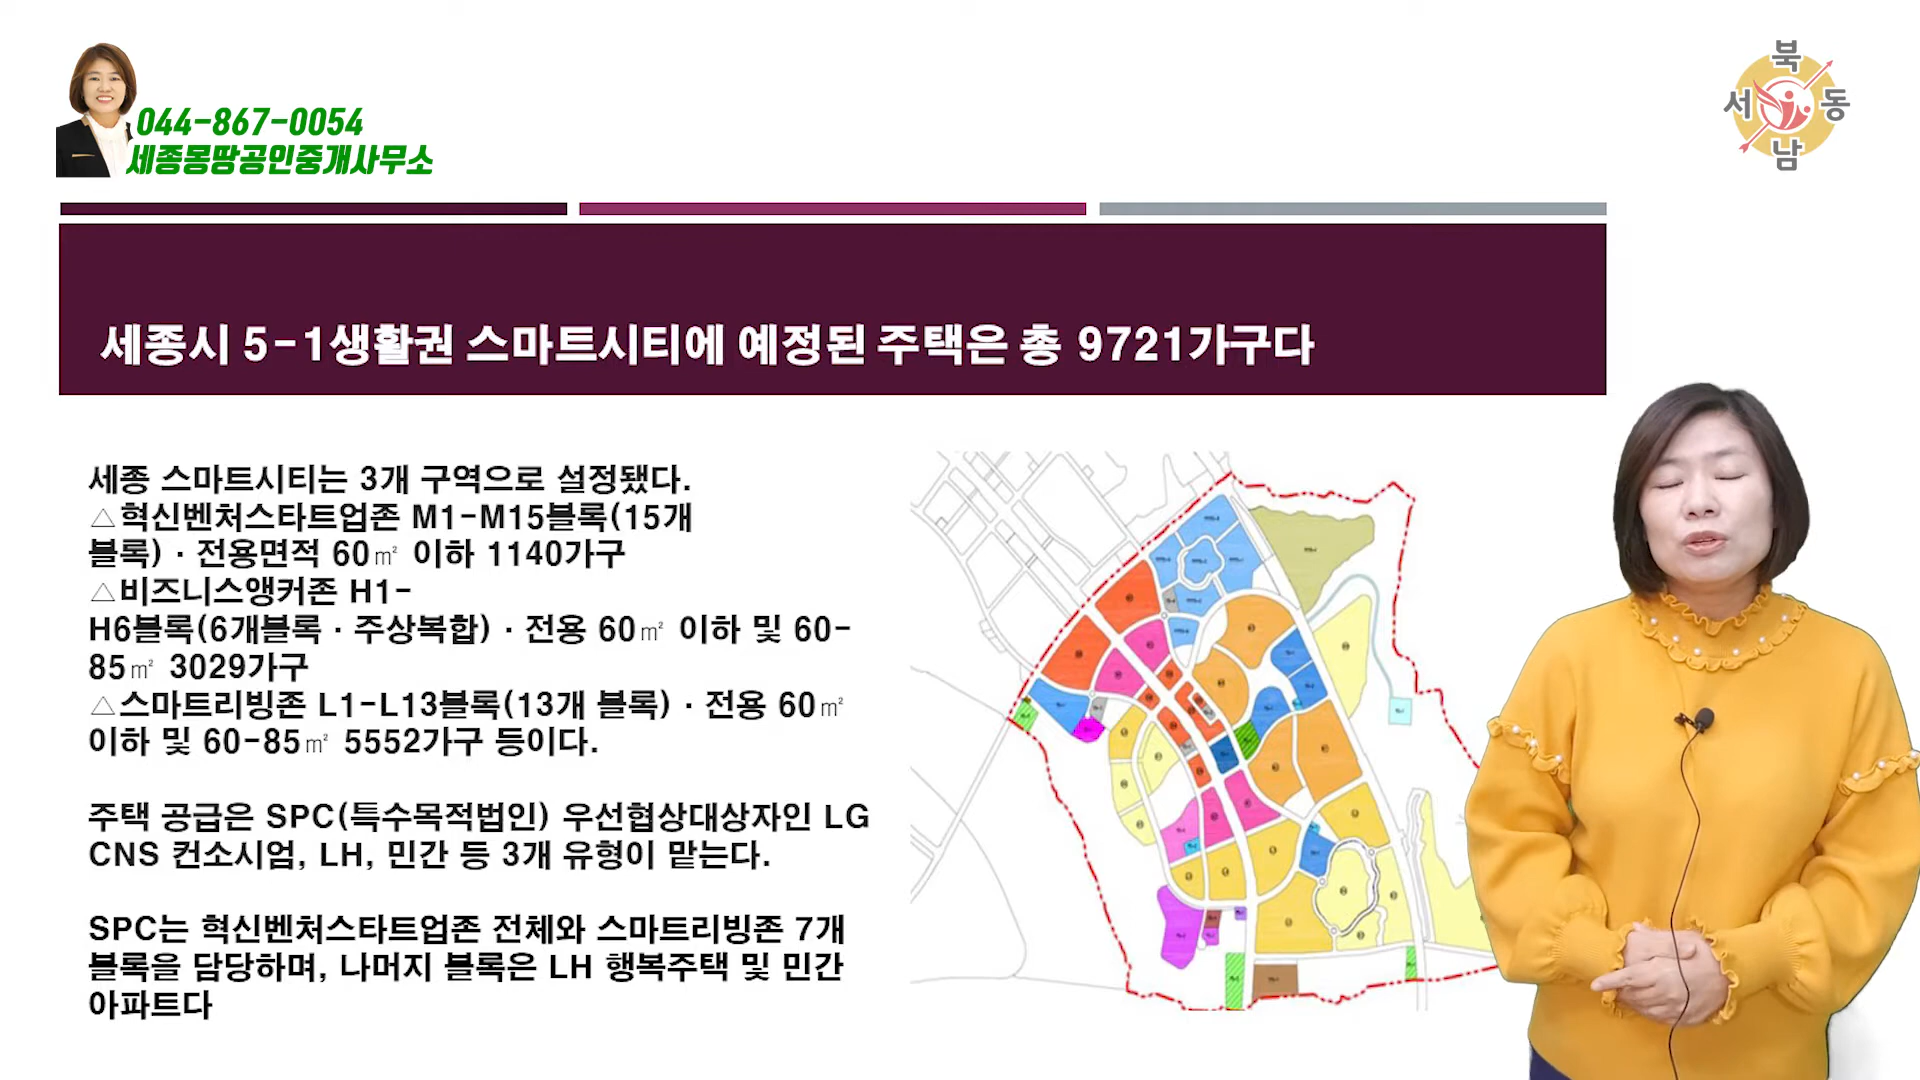 044-867-0054
세종몽땅공인중개사무소
북
서
동
남
세종시 5-1생활권 스마트시티에 예정된 주택은 총 9721가구다
세종 스마트시티는 3개 구역으로 설정됐다.
△혁신벤처스타트업존 M1-M15블록(15개
블록)·전용면적 60㎡ 이하 1140가구
△비즈니스앵커존 H1-
H6블록(6개블록·주상복합)·전용 60㎡ 이하 및 60-
85㎡ 3029가구
△스마트리빙존 L1-L13블록(13개 블록)·전용 60㎡
이하 및 60-85㎡ 5552가구 등이다.
주택 공급은 SPC(특수목적법인) 우선협상대상자인 LG
CNS 컨소시엄, LH, 민간 등 3개 유형이 맡는다.
SPC는 혁신벤처스타트업존 전체와 스마트리빙존 7개
블록을 담당하며, 나머지 블록은 LH 행복주택 및 민간
아파트다